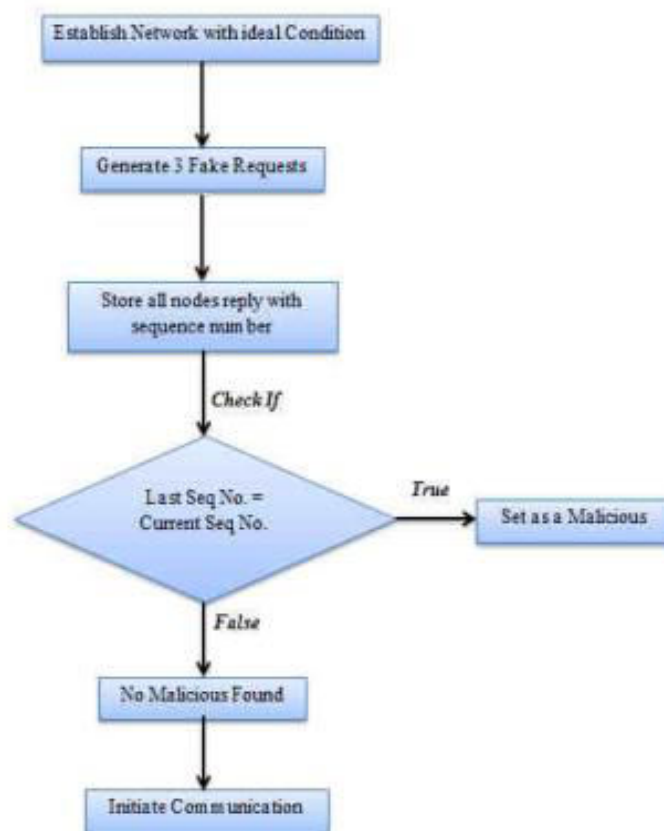 Establish Network with ideal Condition
Generate 3 Fake Requests
Store all nodes reply with
sequence number
Check If
Last Seq No. =
Current Seq No.
True
Set as a Malicious
False
No Malicious Found
Initiate Communication